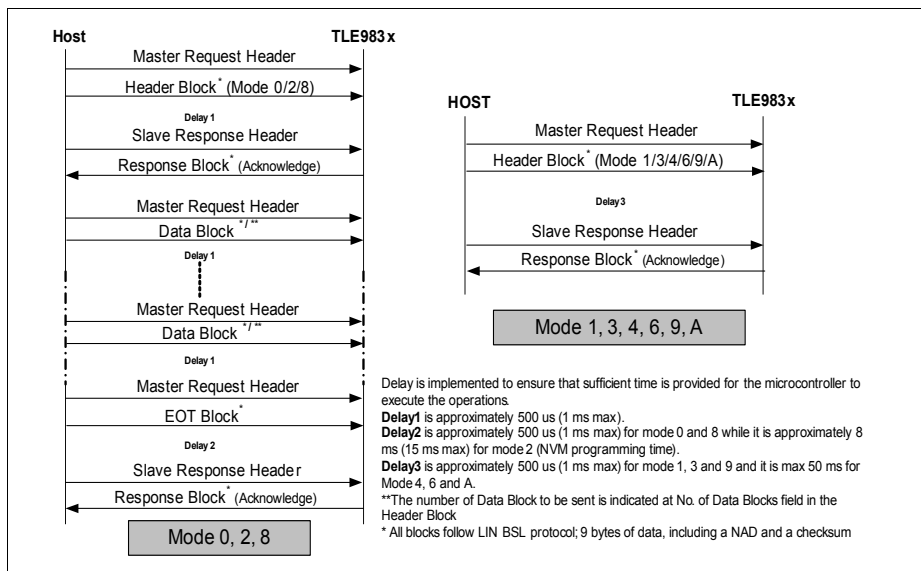 Host TLE983x
Master Request Header
Header Block* (Mode 0/2/8)
Delay 1
Slave Response Header
Response Block* (Acknowledge)
Master Request Header
Data Block */**
Delay 1
Master Request Header
Data Block */**
Delay 1
Master Request Header
EOT Block*
Delay 2
Slave Response Header
Response Block* (Acknowledge)
Mode 0, 2, 8
HOST TLE983x
Master Request Header
Header Block* (Mode 1/3/4/6/9/A)
Delay3
Slave Response Header
Response Block* (Acknowledge)
Mode 1, 3, 4, 6, 9, A
Delay is implemented to ensure that sufficient time is provided for the microcontroller to
execute the operations.
Delay1 is approximately 500 us (1 ms max).
Delay2 is approximately 500 us (1 ms max) for mode 0 and 8 while it is approximately 8
ms (15 ms max) for mode 2 (NVM programming time).
Delay3 is approximately 500 us (1 ms max) for mode 1, 3 and 9 and it is max 50 ms for
Mode 4, 6 and A.
**The number of Data Block to be sent is indicated at No. of Data Blocks field in the
Header Block
* All blocks follow LIN BSL protocol; 9 bytes of data, including a NAD and a checksum